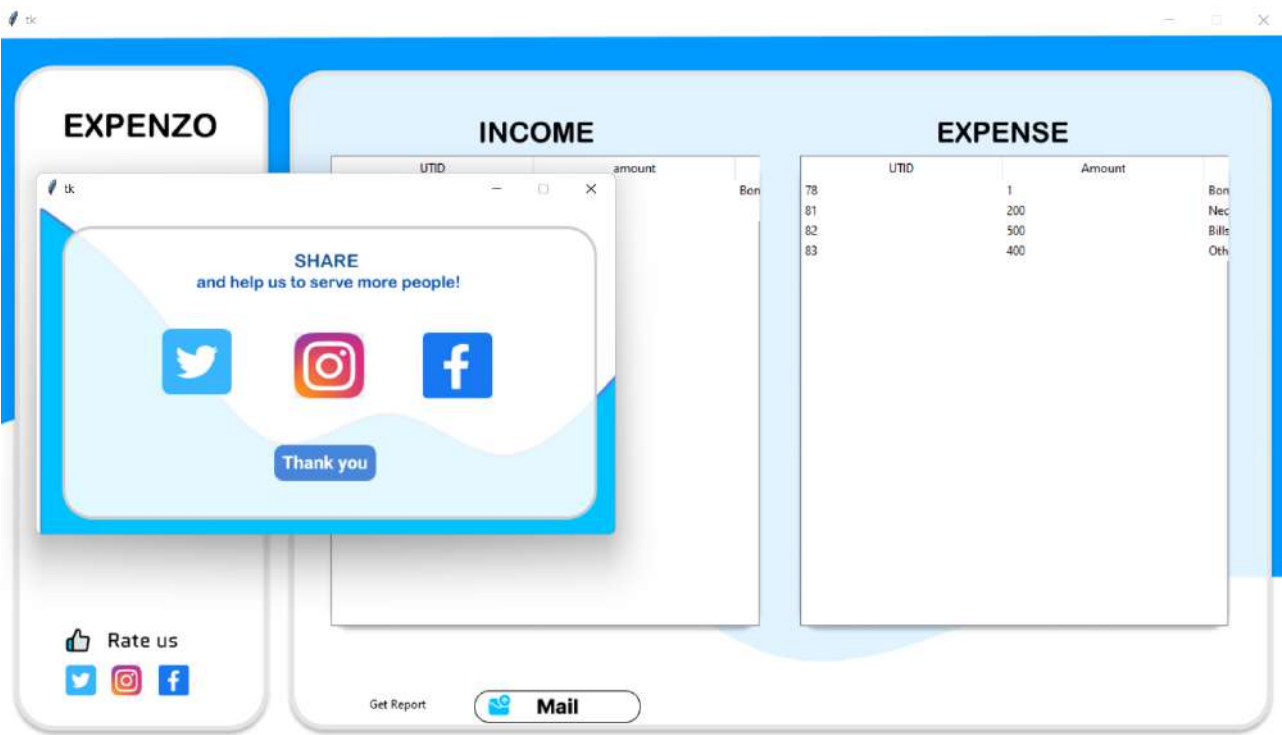 tk
EXPENZO
INCOME
EXPENSE
UTID amount
UTID Amount
Bon
78 1 Bon
81 200 Nec
82 500 Bills
83 400 Oth
tk
SHARE
and help us to serve more people!
Thank you
Rate us
Get Report
Mail